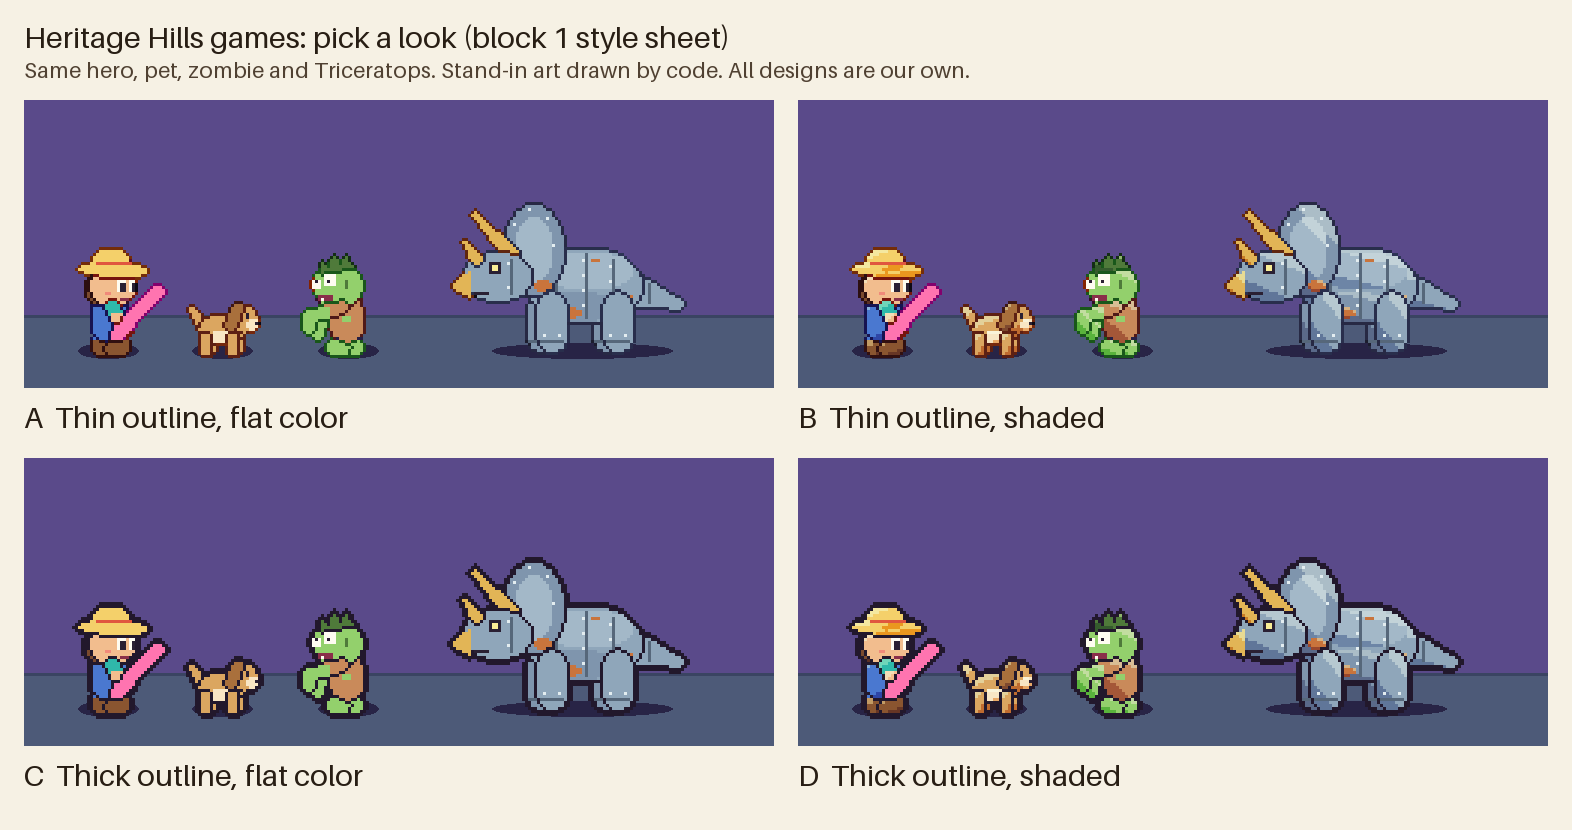 Heritage Hills games: pick a look (block 1 style sheet)
Same hero, pet, zombie and Triceratops. Stand-in art drawn by code. All designs are our own.
A Thin outline, flat color
B Thin outline, shaded
C Thick outline, flat color
D Thick outline, shaded